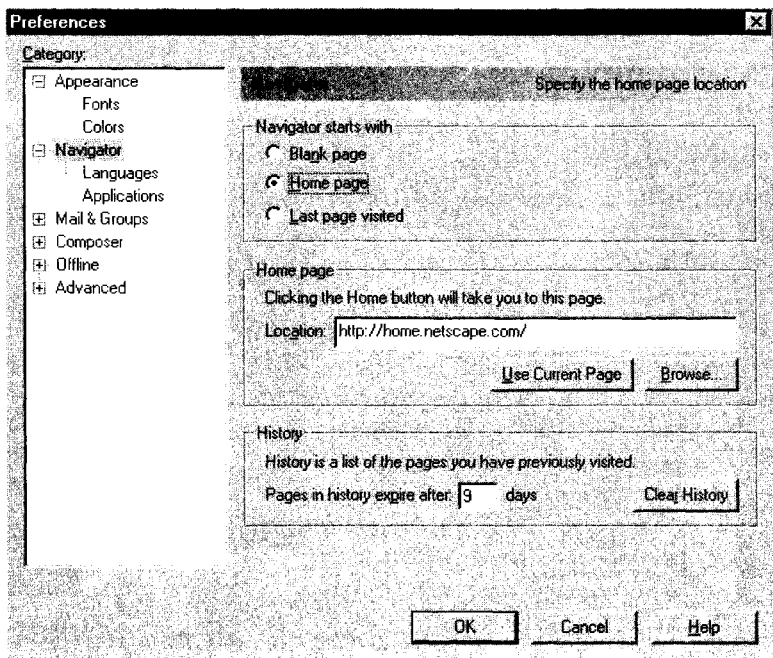 Preferences
Category:
Appearance
Fonts
Colors
Navigator
Languages
Applications
Mail & Groups
Composer
Offline
Advanced
Specify the home page location
Navigator starts with
Blank page
Home page
Last page visited
Home page
Clicking the Home button will take you to this page.
Location: http://home.netscape.com/
Use Current Page Browse...
History
History is a list of the pages you have previously visited.
Pages in history expire after: 9 days Clear History
OK Cancel Help